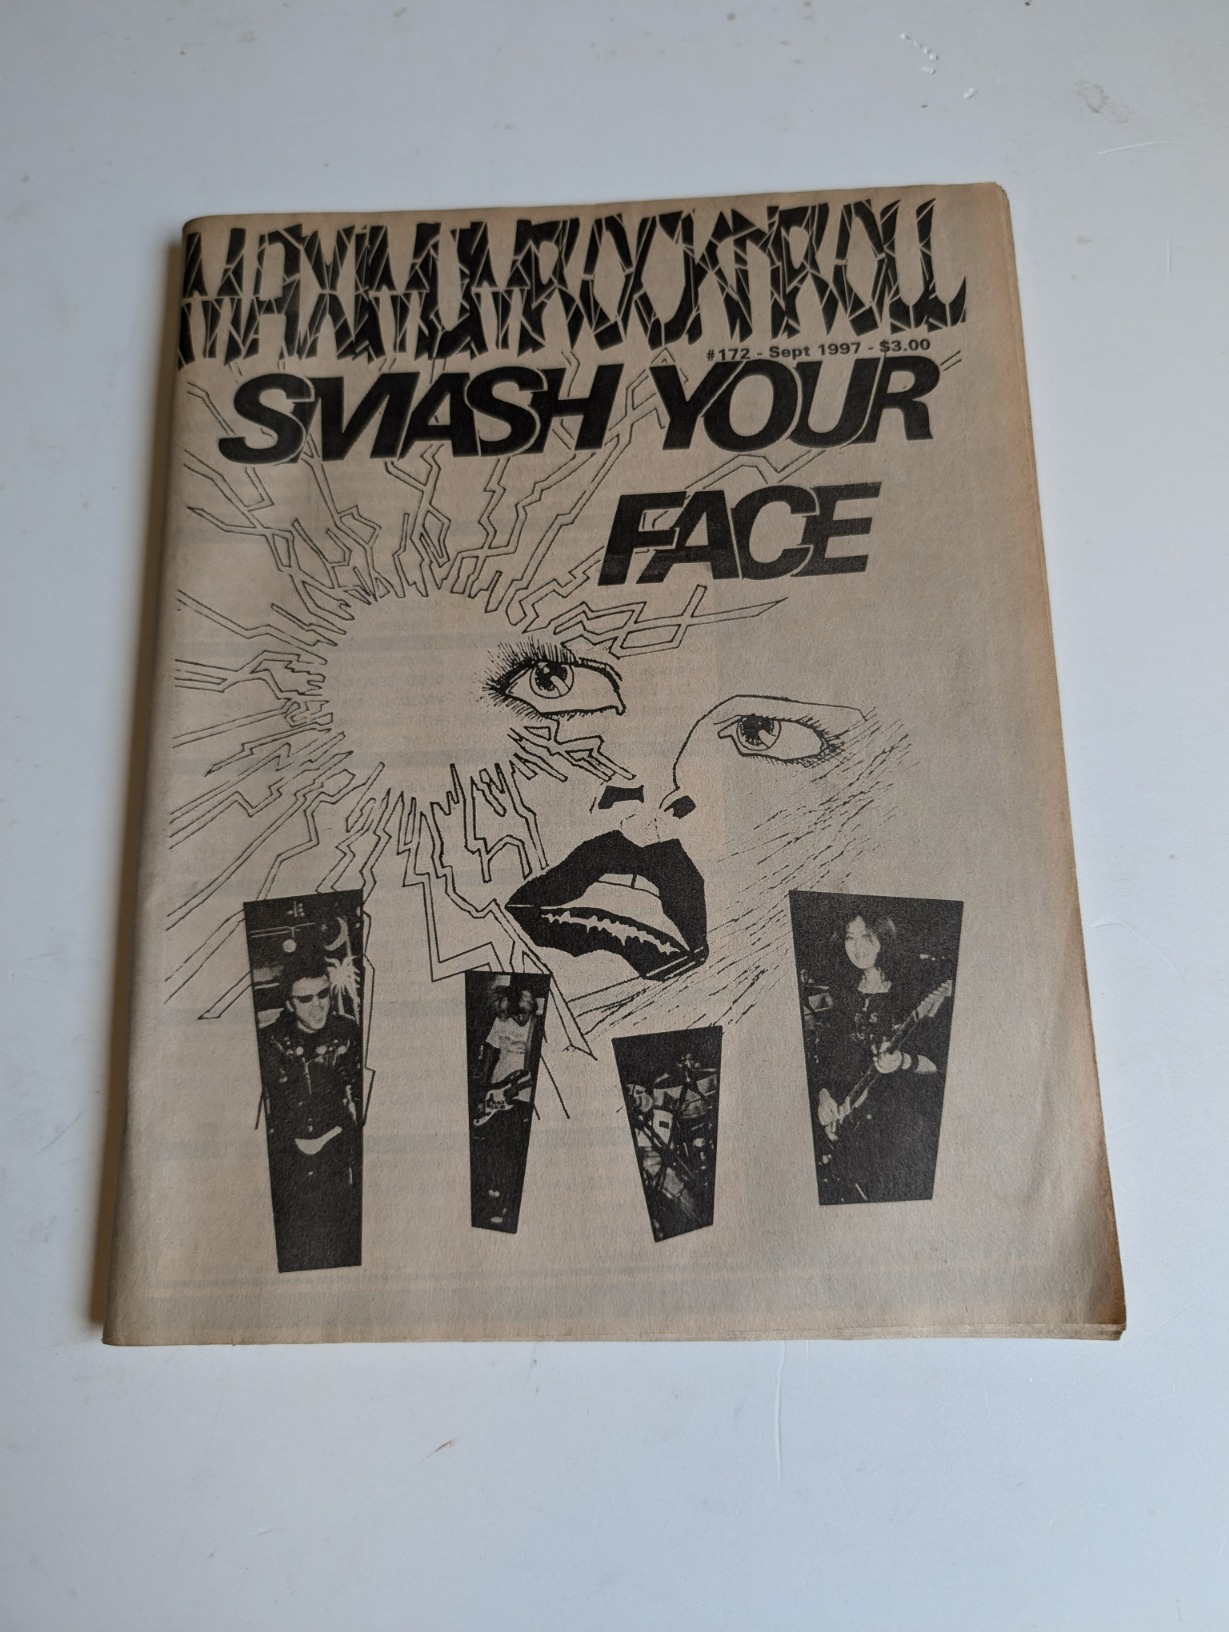 MAXIMUMROCKNROLL
#172 - Sept 1997 - $3.00
SMASH YOUR
FACE